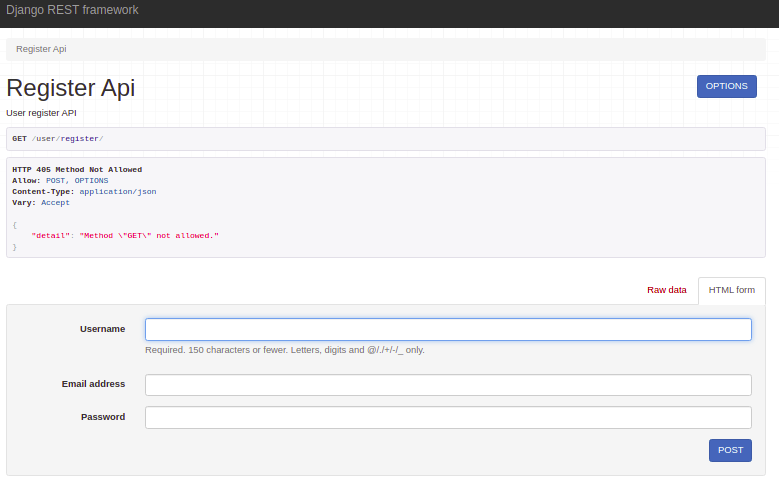 Django REST framework
Register Api
Register Api
OPTIONS
User register API
GET /user/register/
HTTP 405 Method Not Allowed
Allow: POST, OPTIONS
Content-Type: application/json
Vary: Accept
{
"detail": "Method \"GET\" not allowed."
}
Raw data
HTML form
Username
Required. 150 characters or fewer. Letters, digits and @/./+/-/_ only.
Email address
Password
POST